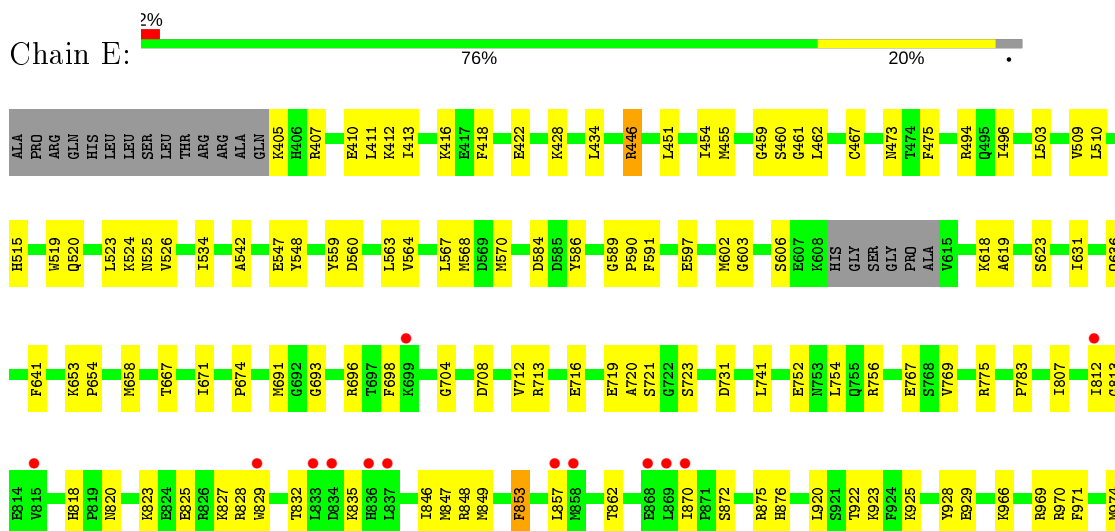 2%
Chain E:
76% 20% •
ALA PRO ARG GLN HIS LEU LEU SER LEU THR ARG ARG ALA GLN K405 H406 R407 E410 L411 K412 I413 K416 E417 F418 E422 K428 L434 R446 L451 I454 M455 G459 S460 G461 L462 C467 N473 T474 F475 R494 Q495 I496 L503 V509 L510
H515 W519 Q520 L523 K524 N525 V526 I534 A542 E547 Y548 Y559 D560 L563 V564 L567 M568 D569 M570 D584 D585 Y586 G589 P590 F591 E597 M602 G603 S606 E607 K608 HIS GLY SER GLY PRO ALA V615 K618 A619 S623 I631
F641 K653 P654 M658 T667 I671 P674 M691 G692 G693 R696 T697 F698 K699 G704 D708 V712 R713 E716 E719 A720 S721 G722 S723 D731 L741 E752 N753 L754 Q755 R756 E767 S768 V769 R775 P783 I807 I812
E814 V815 H818 P819 N820 K823 E824 E825 R826 K827 R828 W829 T832 L833 D834 K835 H836 L837 I846 M847 R848 M849 F853 L857 M858 T862 E868 L869 I870 P871 S872 R875 H876 L920 S921 T922 K923 F924 K925 Y928 E929 K966 R969 R970 F971